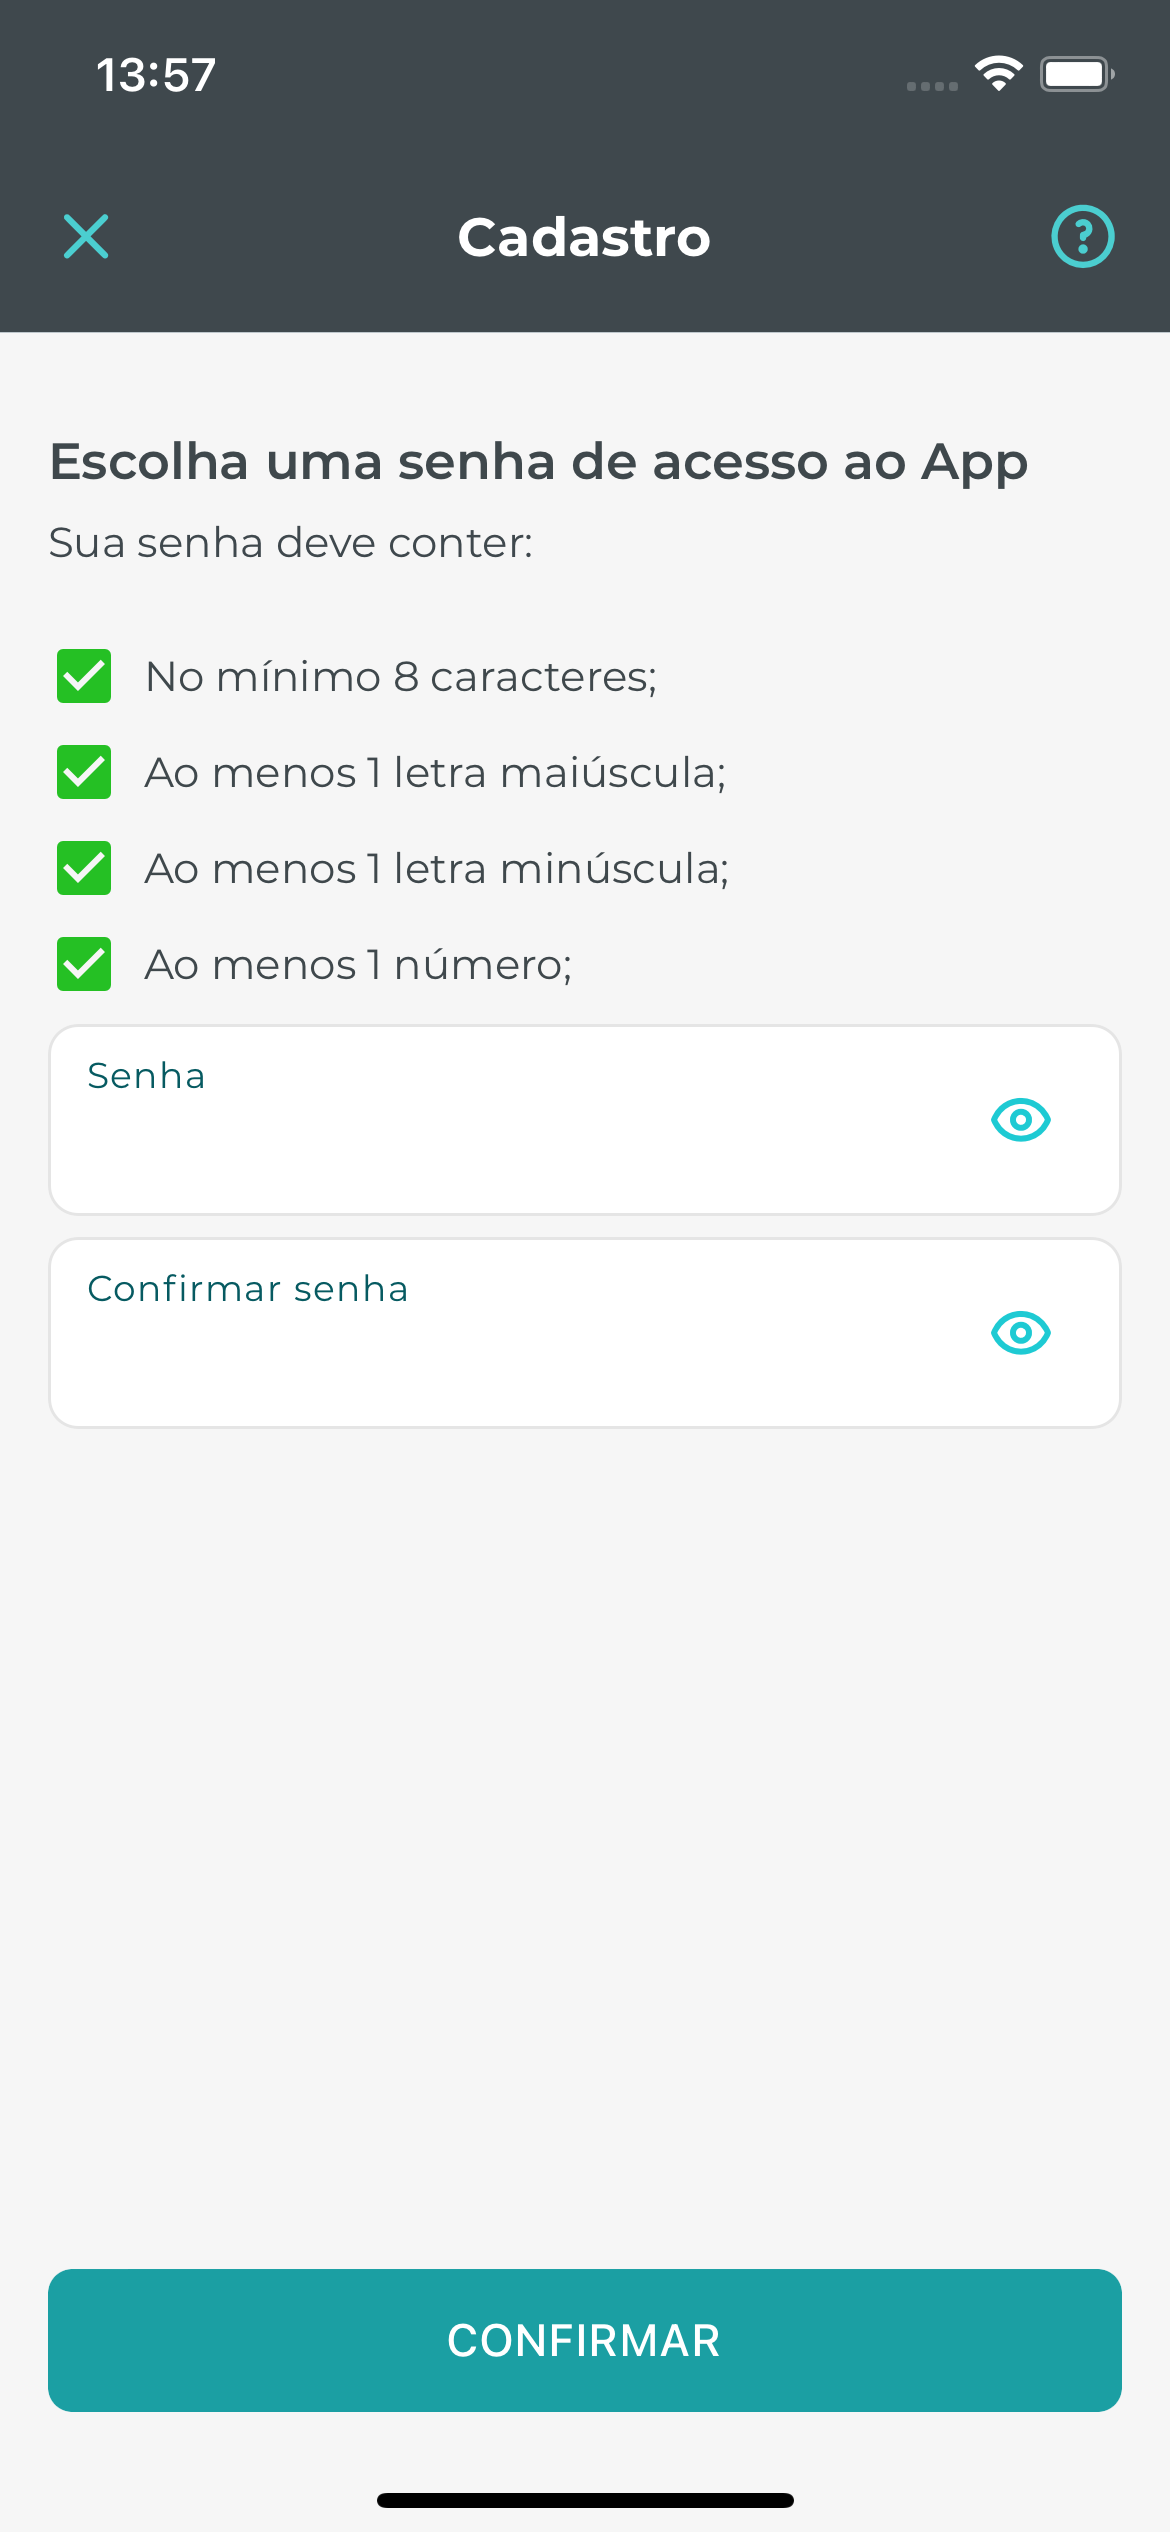 13:57
Cadastro
Escolha uma senha de acesso ao App
Sua senha deve conter:
No mínimo 8 caracteres;
Ao menos 1 letra maiúscula;
Ao menos 1 letra minúscula;
Ao menos 1 número;
Senha
Confirmar senha
CONFIRMAR